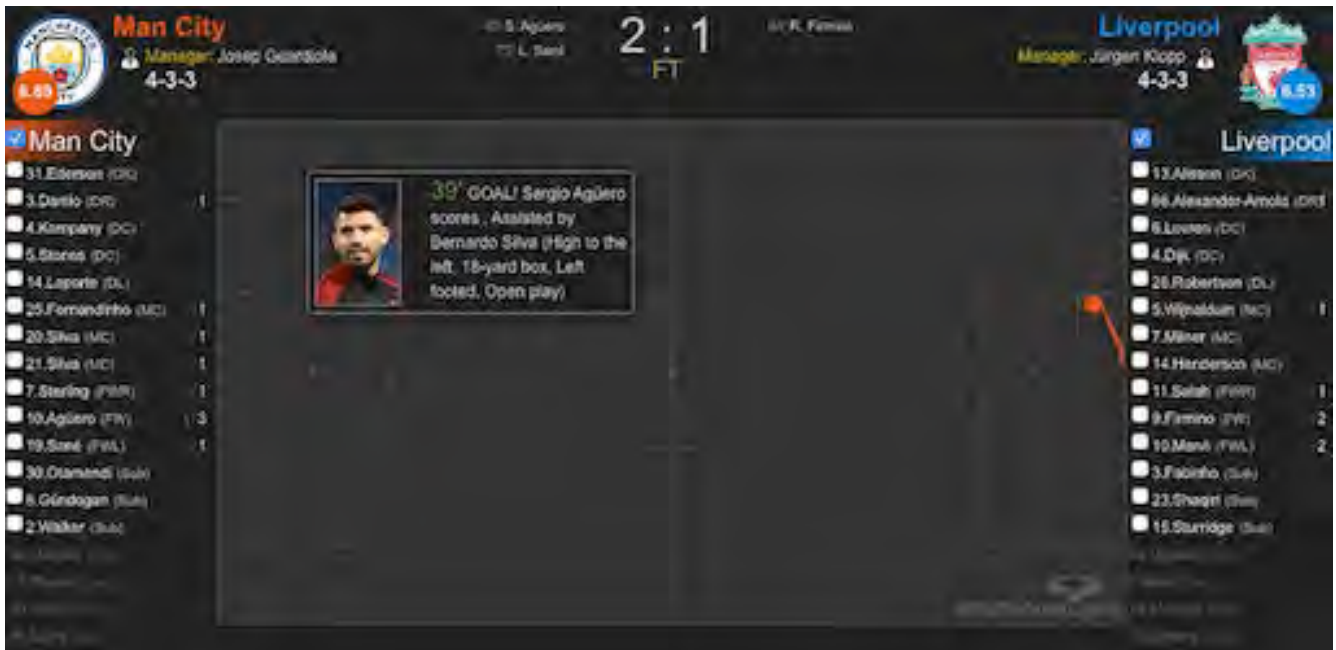 Man City
Manager: Josep Guardiola
4-3-3
6.69
S. Agüero
L. Sané
2 : 1
FT
R. Firmino
Liverpool
Manager: Jürgen Klopp
4-3-3
6.53
Man City
31.Ederson (GK)
3.Danilo (DR) 1
4.Kompany (DC)
5.Stones (DC)
14.Laporte (DL)
25.Fernandinho (MC) 1
20.Silva (MC) 1
21.Silva (MC) 1
7.Sterling (FWR) 1
10.Agüero (FW) 3
19.Sané (FWL) 1
30.Otamendi (Sub)
8.Gündogan (Sub)
2.Walker (Sub)
39' GOAL! Sergio Agüero
scores . Assisted by
Bernardo Silva (High to the
left, 18-yard box, Left
footed, Open play)
Liverpool
13.Alisson (GK)
66.Alexander-Arnold (DR) 1
6.Lovren (DC)
4.Dijk (DC)
26.Robertson (DL)
5.Wijnaldum (MC) 1
7.Milner (MC)
14.Henderson (MC)
11.Salah (FWR) 1
9.Firmino (FW) 2
10.Mané (FWL) 2
3.Fabinho (Sub)
23.Shaqiri (Sub)
15.Sturridge (Sub)